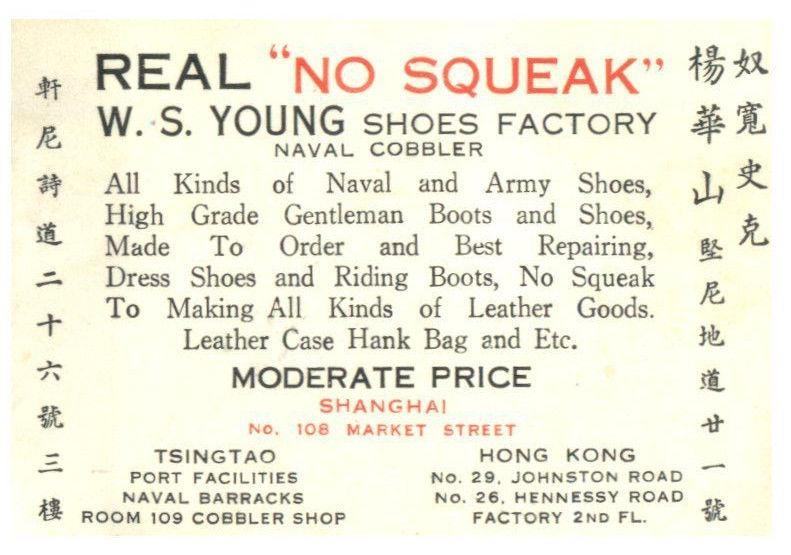 REAL "NO SQUEAK"
W. S. YOUNG SHOES FACTORY
NAVAL COBBLER
All Kinds of Naval and Army Shoes,
High Grade Gentleman Boots and Shoes,
Made To Order and Best Repairing,
Dress Shoes and Riding Boots, No Squeak
To Making All Kinds of Leather Goods.
Leather Case Hank Bag and Etc.
MODERATE PRICE
SHANGHAI
No. 108 MARKET STREET
TSINGTAO
PORT FACILITIES
NAVAL BARRACKS
ROOM 109 COBBLER SHOP
HONG KONG
No. 29, JOHNSTON ROAD
No. 26, HENNESSY ROAD
FACTORY 2ND FL.
奴寬史克
楊華山堅尼地道廿一號
軒尼詩道二十六號三樓